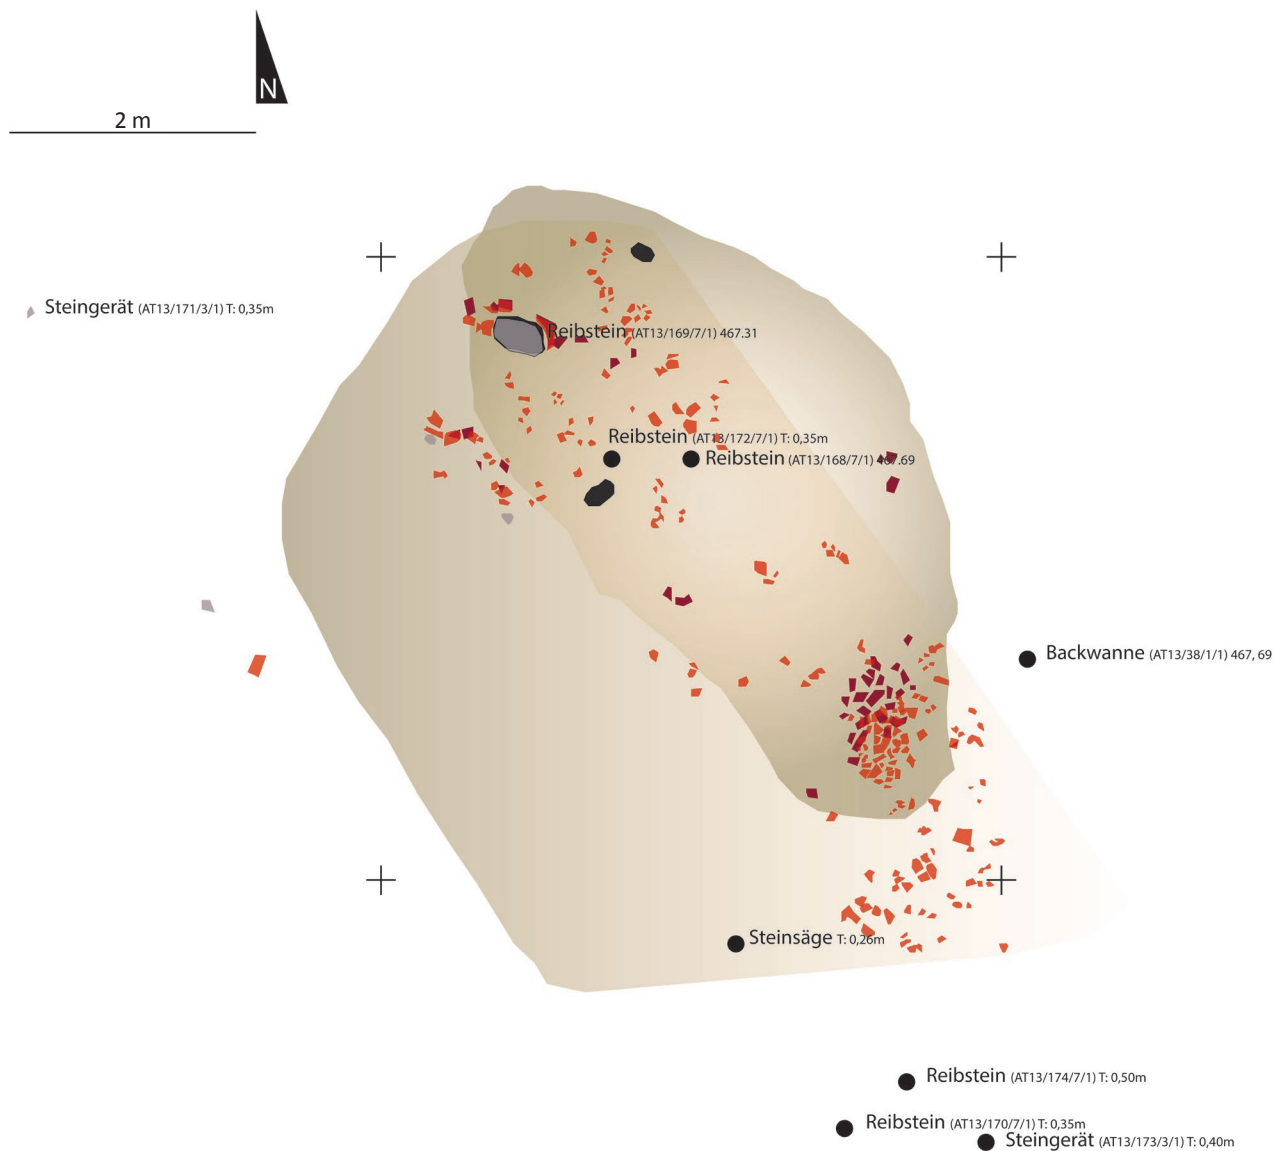 N
2 m
Steingerät (AT13/171/3/1) T: 0,35m
Reibstein (AT13/169/7/1) 467.31
Reibstein (AT13/172/7/1) T: 0,35m
Reibstein (AT13/168/7/1) 467.69
Backwanne (AT13/38/1/1) 467, 69
Steinsäge T: 0,26m
Reibstein (AT13/174/7/1) T: 0,50m
Reibstein (AT13/170/7/1) T: 0,35m
Steingerät (AT13/173/3/1) T: 0,40m